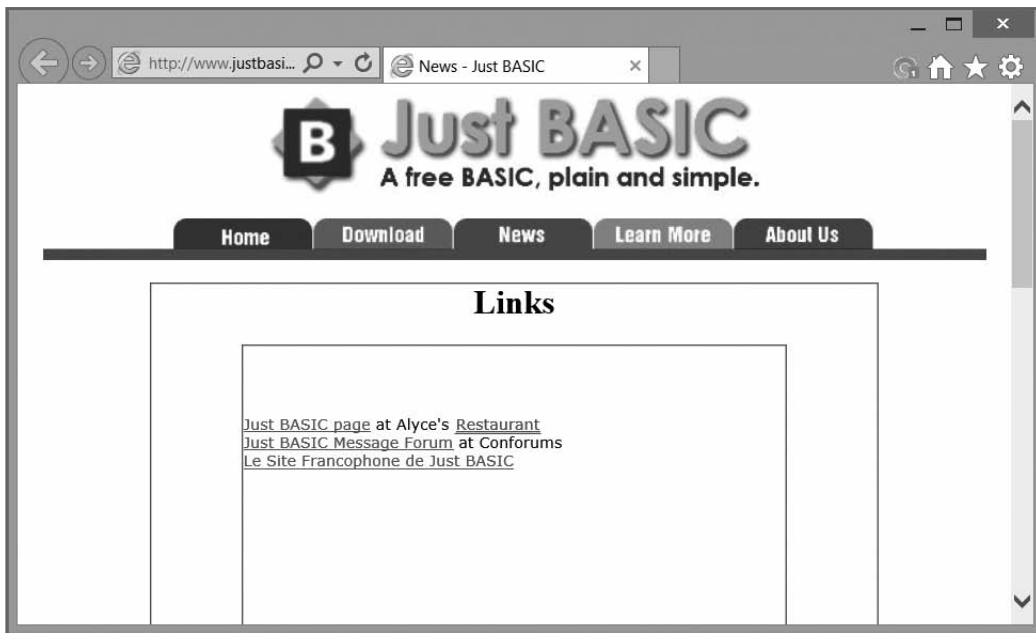 http://www.justbasi...
News - Just BASIC
B Just BASIC
A free BASIC, plain and simple.
Home Download News Learn More About Us
Links
Just BASIC page at Alyce's Restaurant
Just BASIC Message Forum at Conforums
Le Site Francophone de Just BASIC